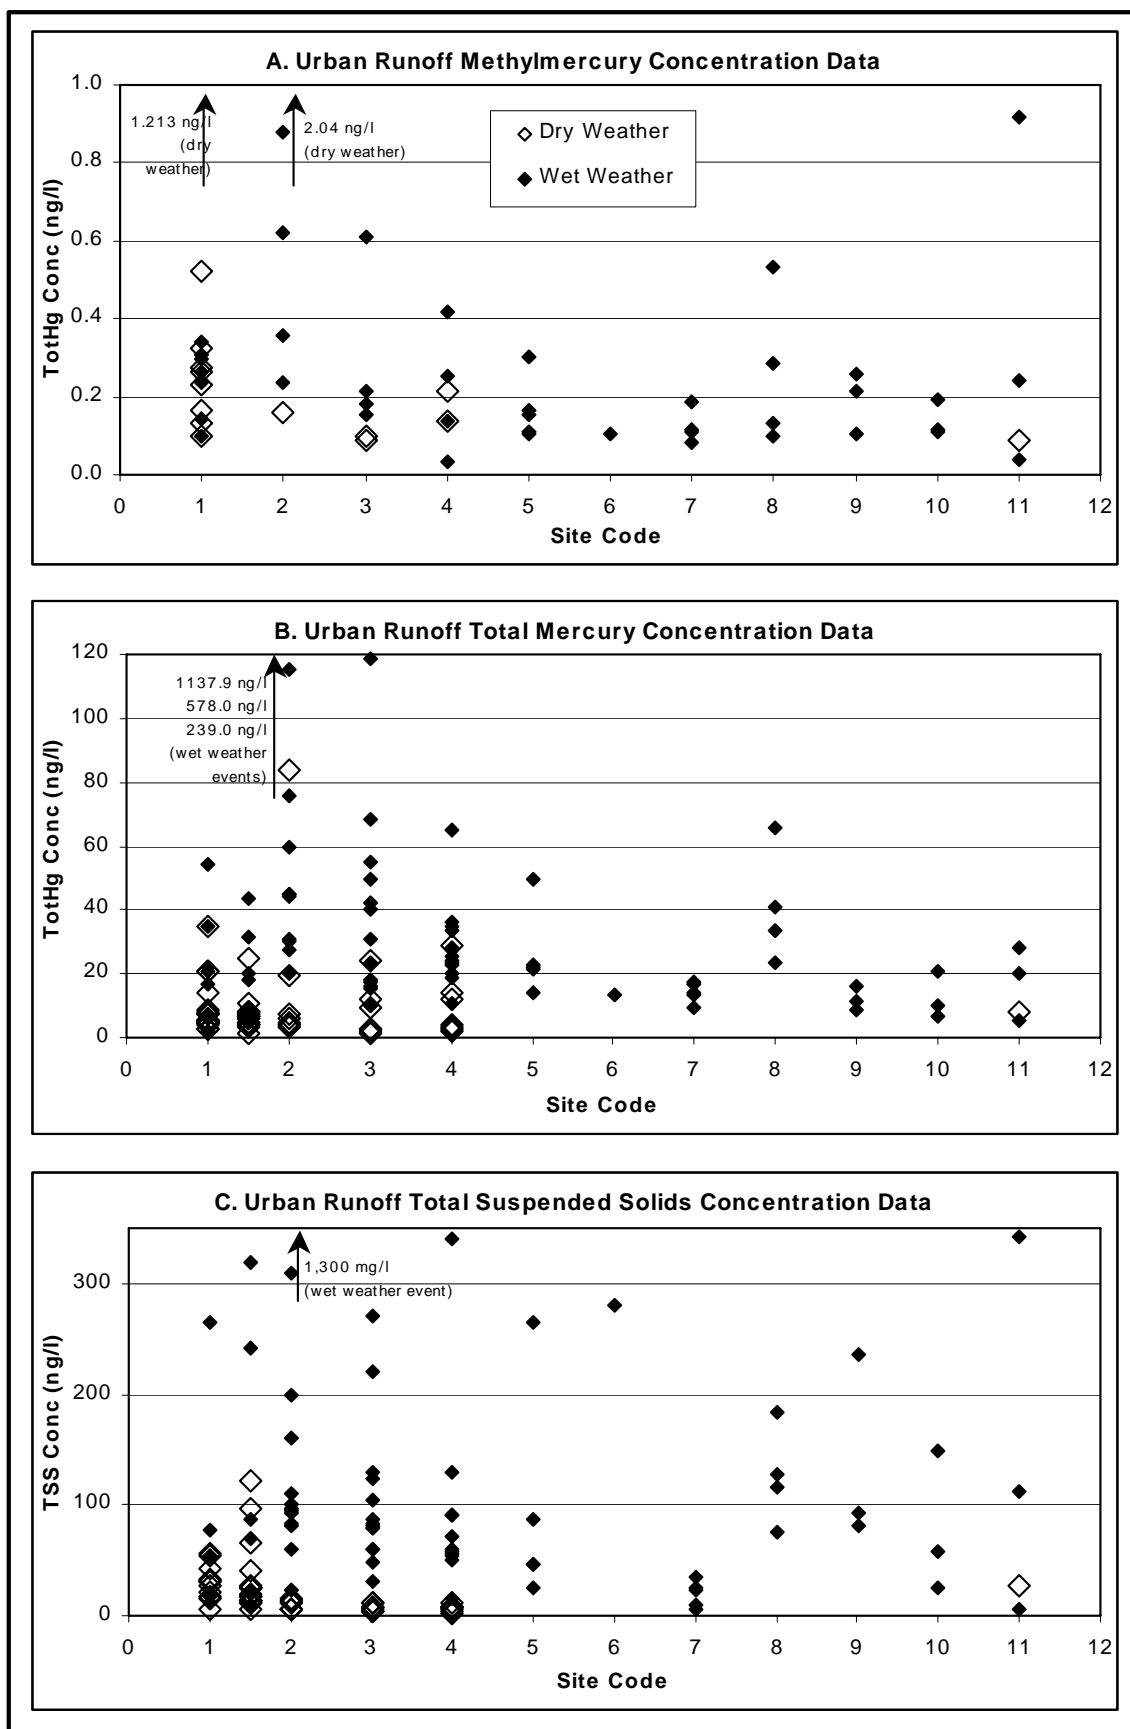 A. Urban Runoff Methylmercury Concentration Data
1.0
0.8
0.6
0.4
0.2
0.0
TotHg Conc (ng/l)
1.213 ng/l
(dry
weather)
2.04 ng/l
(dry weather)
Dry Weather
Wet Weather
0 1 2 3 4 5 6 7 8 9 10 11 12
Site Code
B. Urban Runoff Total Mercury Concentration Data
120
100
80
60
40
20
0
TotHg Conc (ng/l)
1137.9 ng/l
578.0 ng/l
239.0 ng/l
(wet weather
events)
0 1 2 3 4 5 6 7 8 9 10 11 12
Site Code
C. Urban Runoff Total Suspended Solids Concentration Data
300
200
100
0
TSS Conc (ng/l)
1,300 mg/l
(wet weather event)
0 1 2 3 4 5 6 7 8 9 10 11 12
Site Code